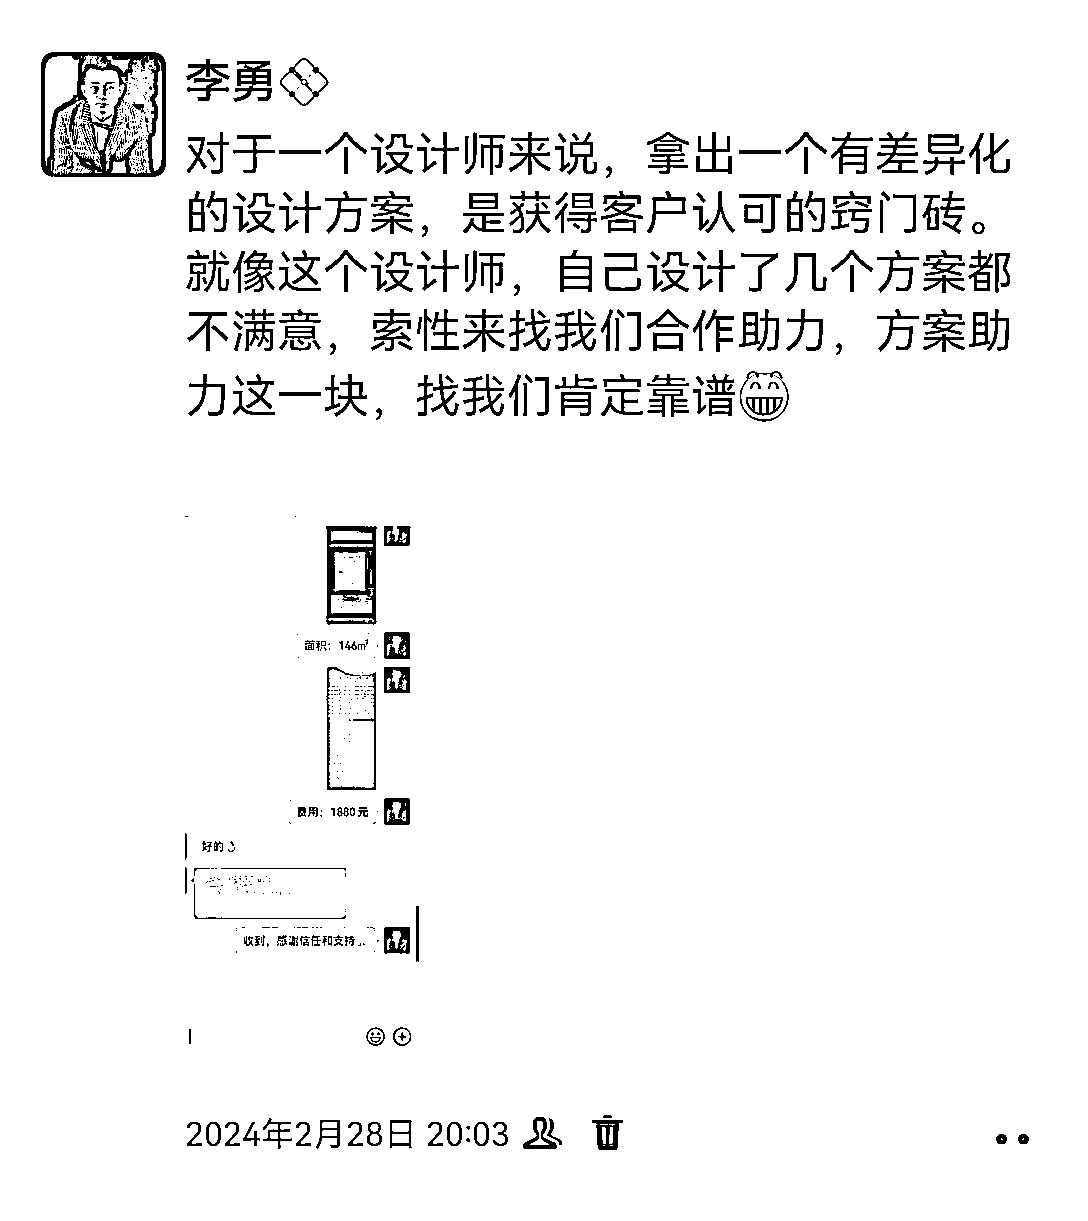 李勇
对于一个设计师来说，拿出一个有差异化
的设计方案，是获得客户认可的窍门砖。
就像这个设计师，自己设计了几个方案都
不满意，索性来找我们合作助力，方案助
力这一块，找我们肯定靠谱
面积：146m²
费用：1880元
好的
收到，感谢信任和支持
2024年2月28日 20:03